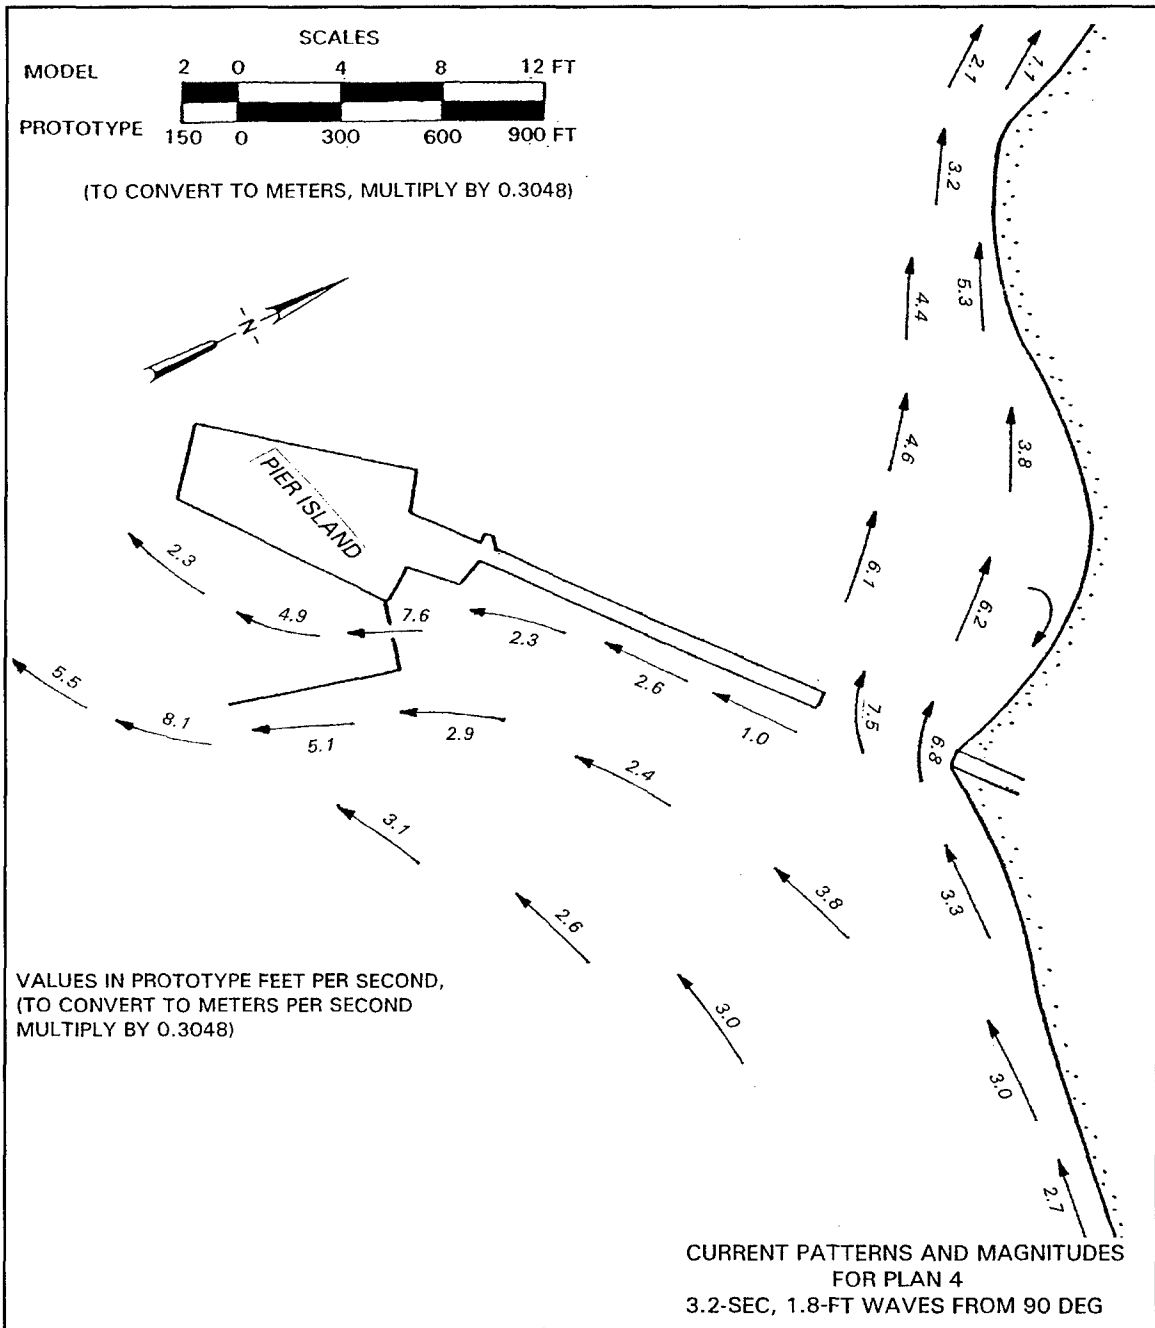 SCALES
MODEL 2 0 4 8 12 FT
PROTOTYPE 150 0 300 600 900 FT
(TO CONVERT TO METERS, MULTIPLY BY 0.3048)
2.1 1.1
3.2
5.3
4.4
-N-
4.6 3.8
PIER ISLAND
2.3
6.1
6.2
4.9 7.6
2.3
2.6
5.5
8.1
5.1
2.9
1.0
7.5
6.8
2.4
3.1
3.8
3.3
2.6
VALUES IN PROTOTYPE FEET PER SECOND,
(TO CONVERT TO METERS PER SECOND
MULTIPLY BY 0.3048)
3.0
3.0
2.7
CURRENT PATTERNS AND MAGNITUDES
FOR PLAN 4
3.2-SEC, 1.8-FT WAVES FROM 90 DEG